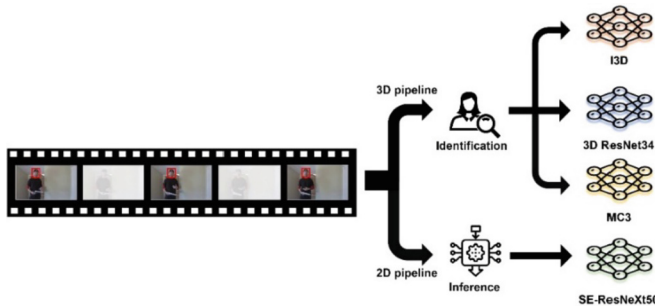 I3D
3D pipeline
Identification
3D ResNet34
MC3
2D pipeline
Inference
SE-ResNeXt50